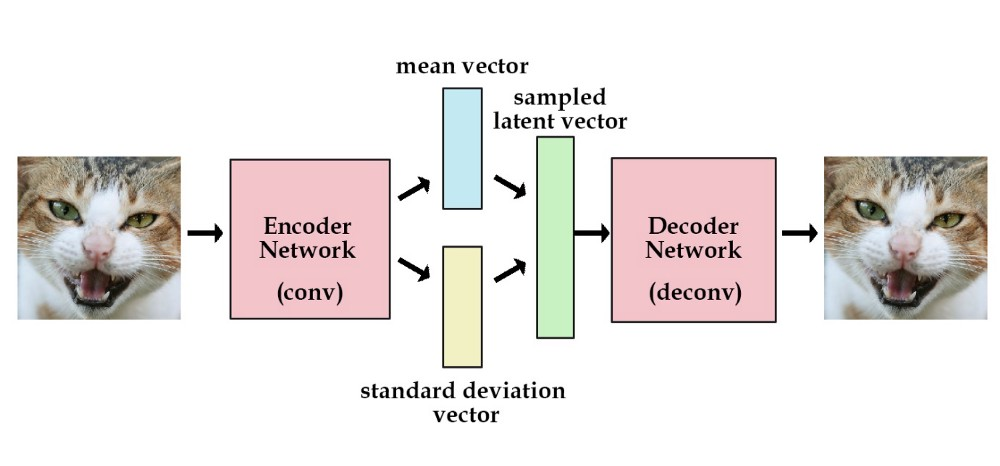 mean vector
sampled
latent vector
Encoder
Network
(conv)
Decoder
Network
(deconv)
standard deviation
vector